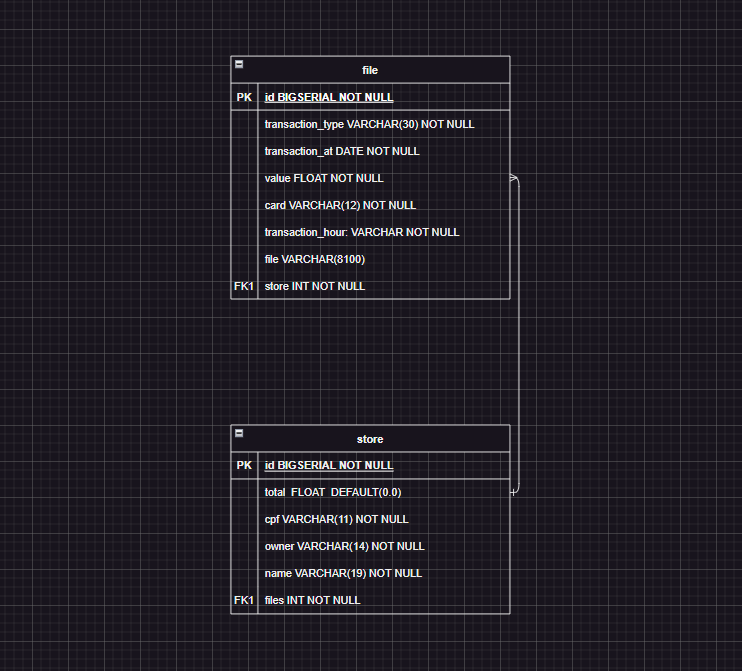 file
PK id BIGSERIAL NOT NULL
transaction_type VARCHAR(30) NOT NULL
transaction_at DATE NOT NULL
value FLOAT NOT NULL
card VARCHAR(12) NOT NULL
transaction_hour: VARCHAR NOT NULL
file VARCHAR(8100)
FK1 store INT NOT NULL
store
PK id BIGSERIAL NOT NULL
total FLOAT DEFAULT(0.0)
cpf VARCHAR(11) NOT NULL
owner VARCHAR(14) NOT NULL
name VARCHAR(19) NOT NULL
FK1 files INT NOT NULL